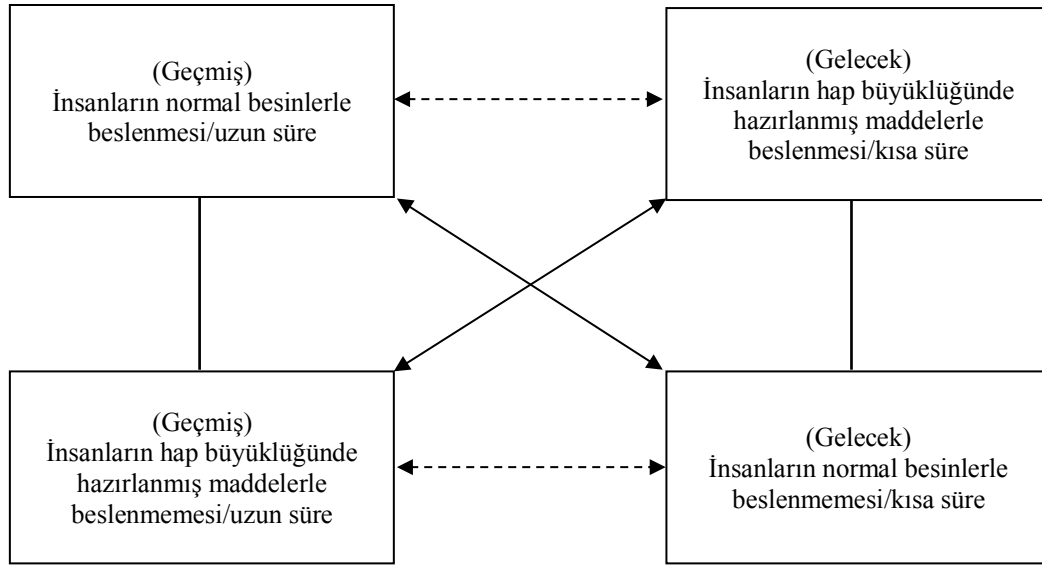 (Geçmiş)
İnsanların normal besinlerle
beslenmesi/uzun süre
(Gelecek)
İnsanların hap büyüklüğünde
hazırlanmış maddelerle
beslenmesi/kısa süre
(Geçmiş)
İnsanların hap büyüklüğünde
hazırlanmış maddelerle
beslenmemesi/uzun süre
(Gelecek)
İnsanların normal besinlerle
beslenmemesi/kısa süre